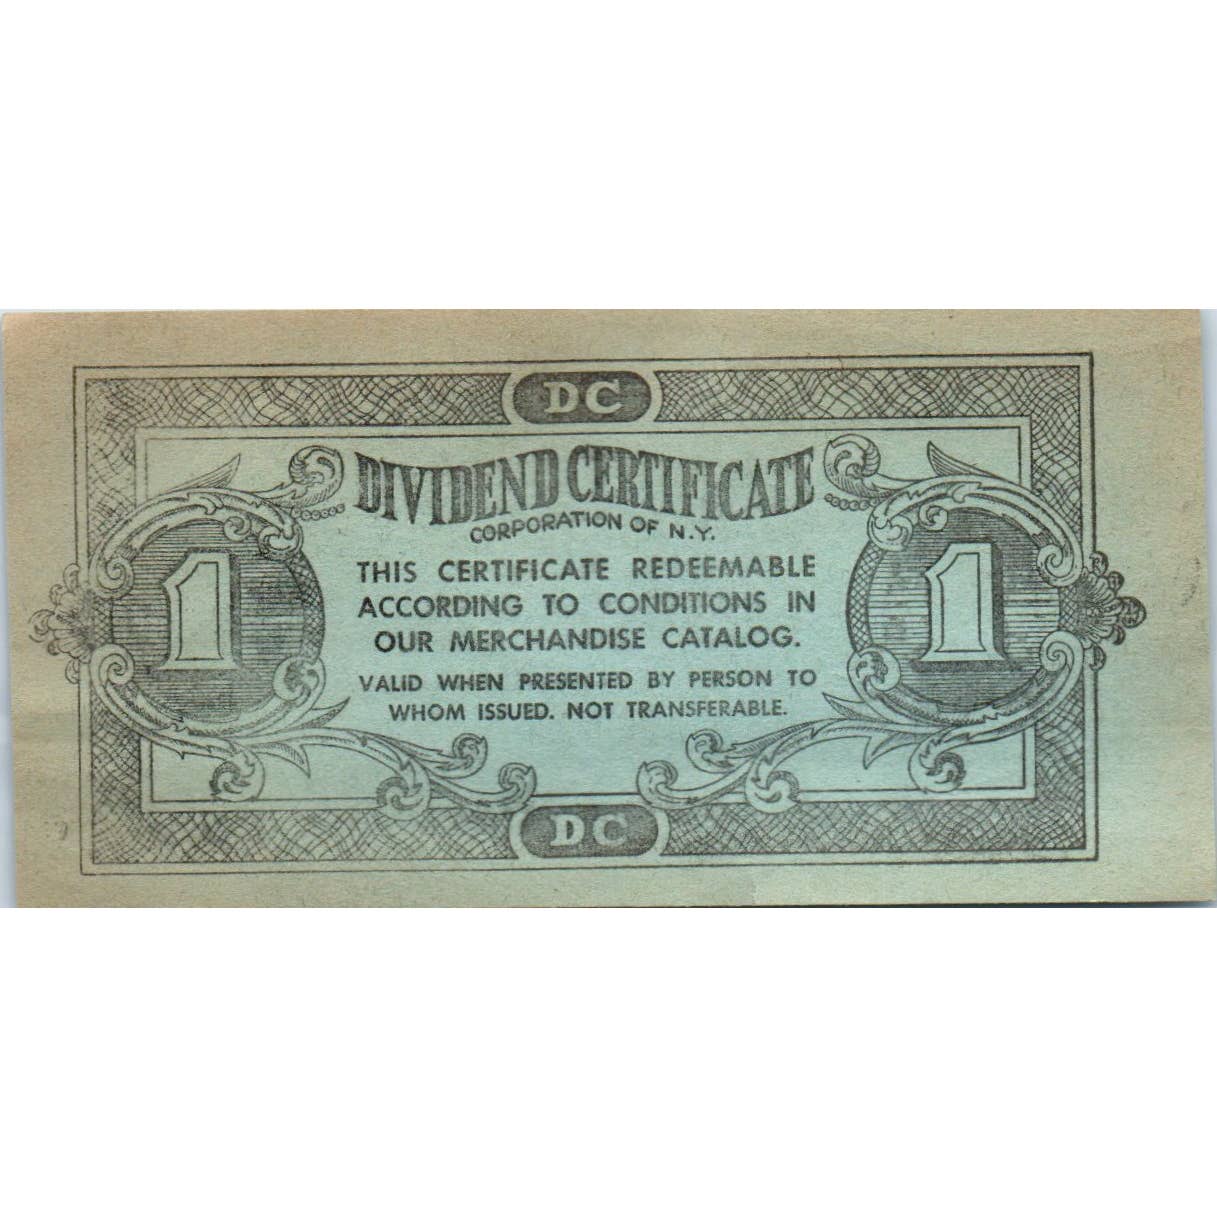 DC
DIVIDEND CERTIFICATE
CORPORATION OF N.Y.
1
1
THIS CERTIFICATE REDEEMABLE
ACCORDING TO CONDITIONS IN
OUR MERCHANDISE CATALOG.
VALID WHEN PRESENTED BY PERSON TO
WHOM ISSUED. NOT TRANSFERABLE.
DC